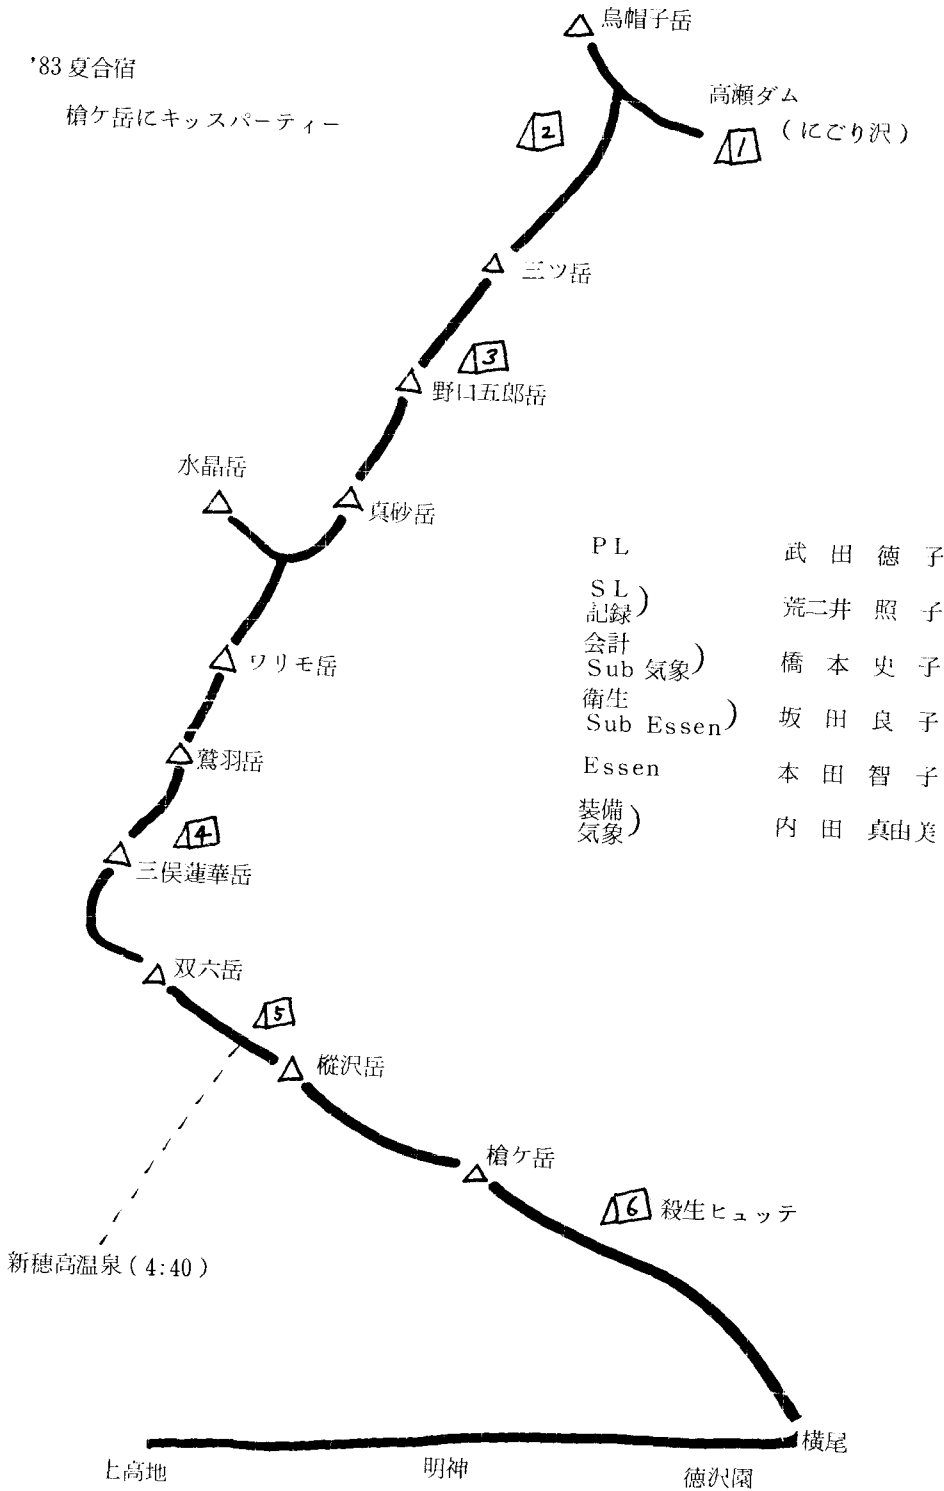 '83 夏合宿
槍ケ岳にキッスパーティー
烏帽子岳
高瀬ダム
(にごり沢)
1
2
三ツ岳
3
野口五郎岳
水晶岳
真砂岳
ワリモ岳
鷲羽岳
4
三俣蓮華岳
双六岳
5
樅沢岳
槍ケ岳
6 殺生ヒュッテ
新穂高温泉(4:40)
横尾
上高地 明神 徳沢園
PL 武田徳子
SL
記録) 荒二井照子
会計
Sub 気象) 橋本史子
衛生
Sub Essen) 坂田良子
Essen 本田智子
装備
気象) 内田真由美